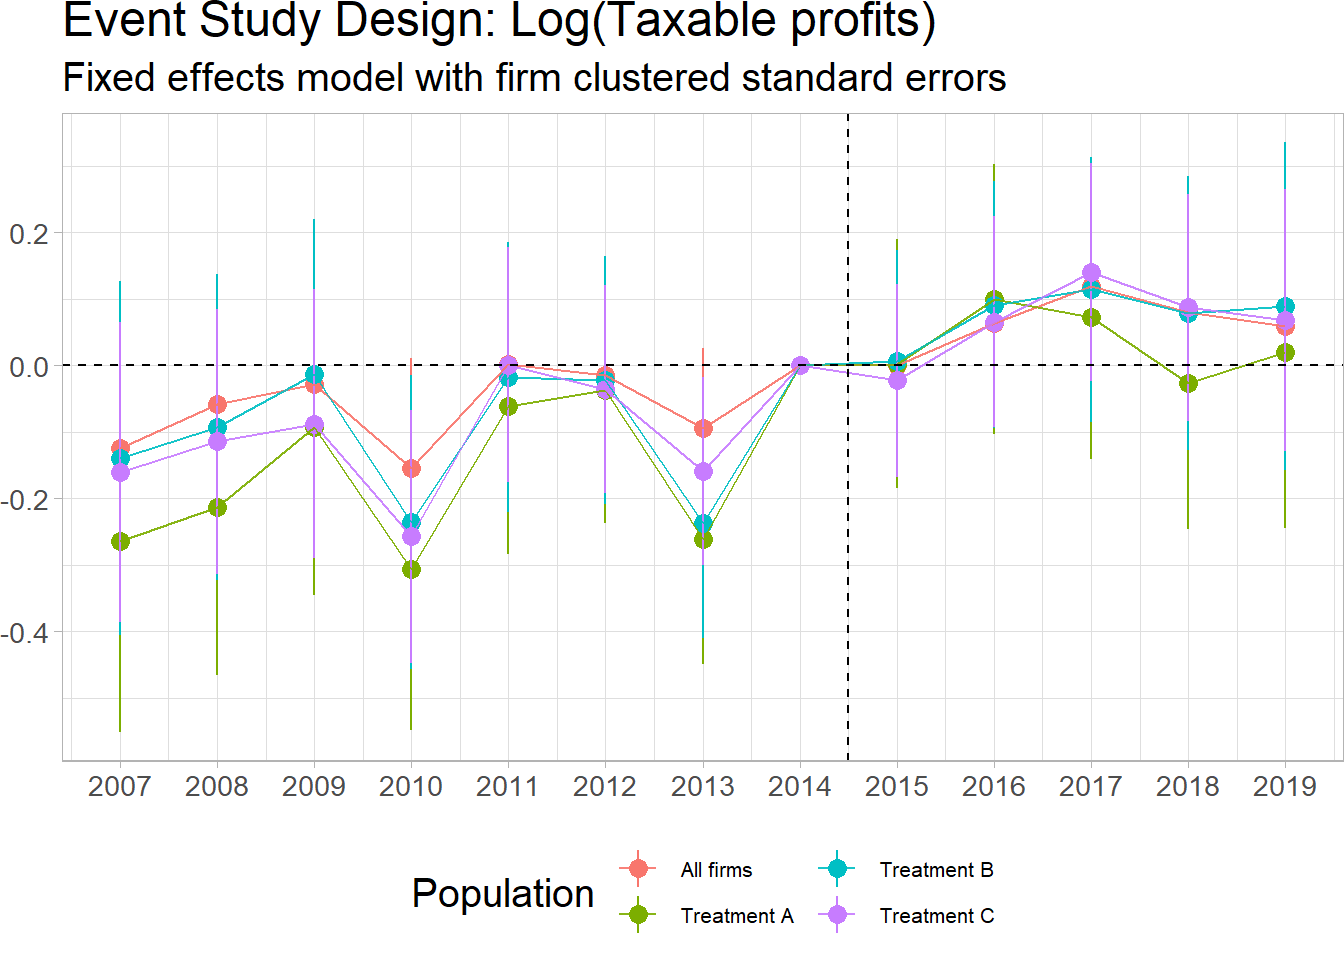 Event Study Design: Log(Taxable profits)
Fixed effects model with firm clustered standard errors
0.2
0.0
-0.2
-0.4
2007 2008 2009 2010 2011 2012 2013 2014 2015 2016 2017 2018 2019
Population
All firms
Treatment A
Treatment B
Treatment C